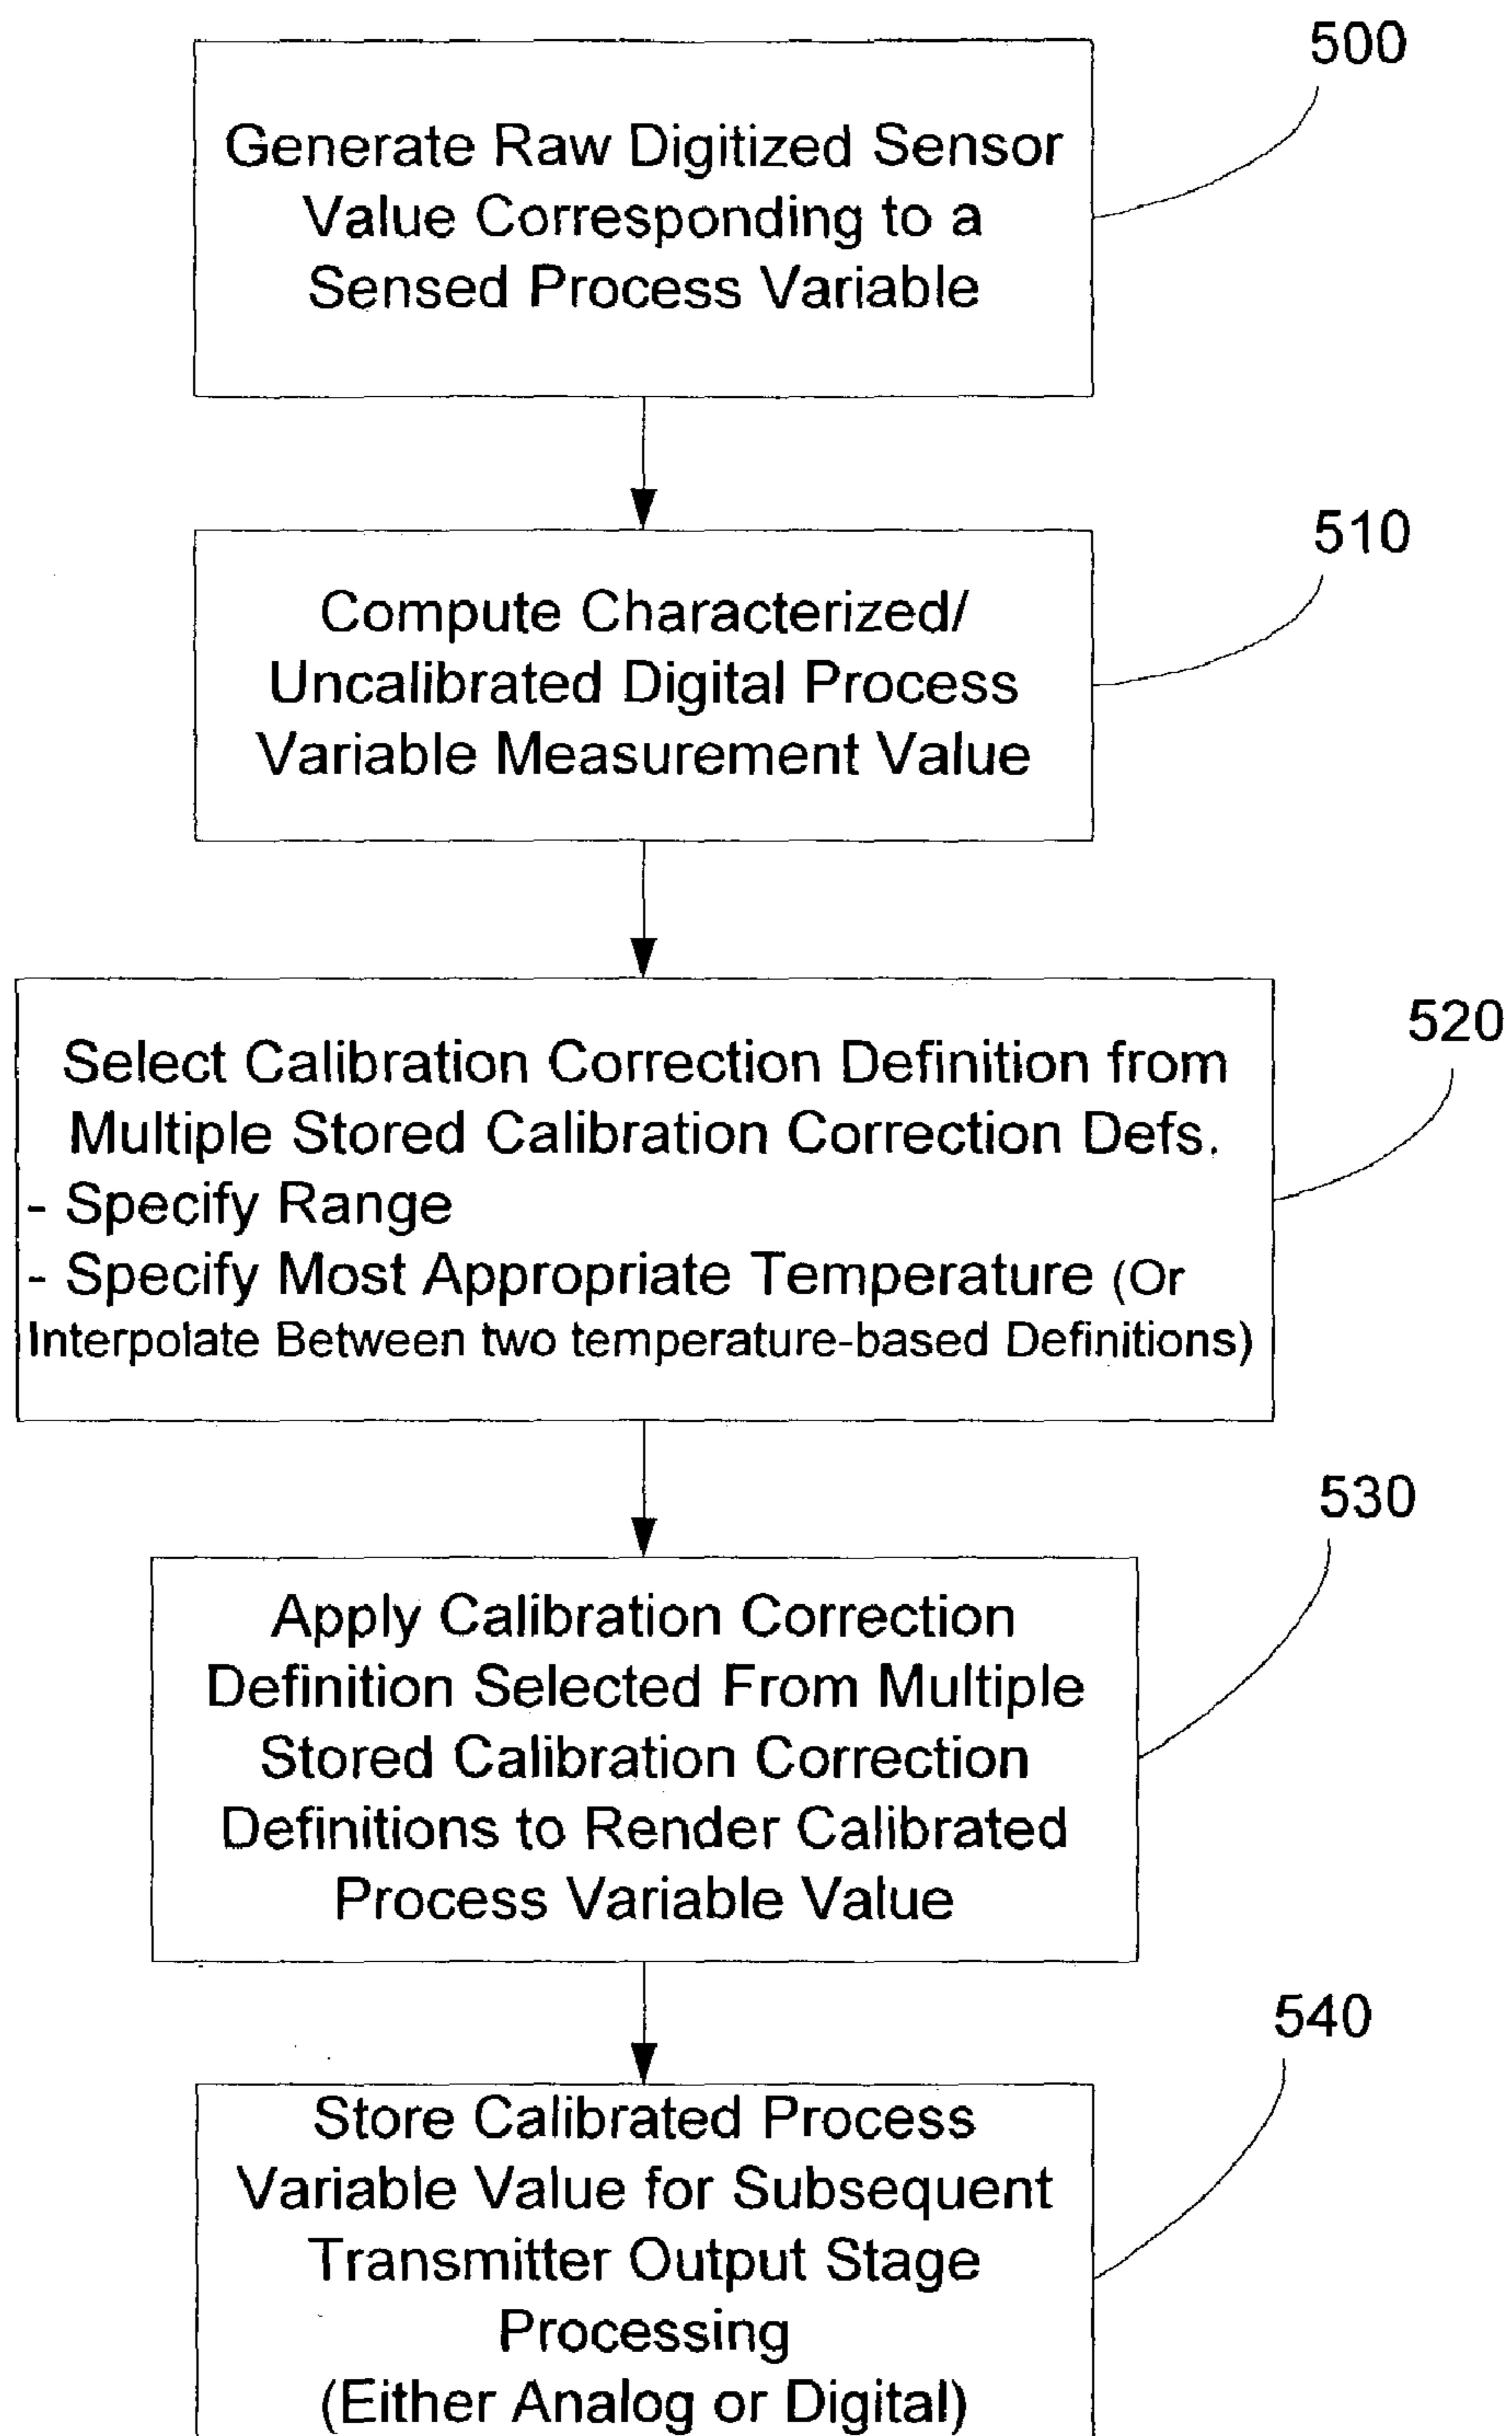 500
Generate Raw Digitized Sensor
Value Corresponding to a
Sensed Process Variable
510
Compute Characterized/
Uncalibrated Digital Process
Variable Measurement Value
520
Select Calibration Correction Definition from
Multiple Stored Calibration Correction Defs.
- Specify Range
- Specify Most Appropriate Temperature (Or
Interpolate Between two temperature-based Definitions)
530
Apply Calibration Correction
Definition Selected From Multiple
Stored Calibration Correction
Definitions to Render Calibrated
Process Variable Value
540
Store Calibrated Process
Variable Value for Subsequent
Transmitter Output Stage
Processing
(Either Analog or Digital)